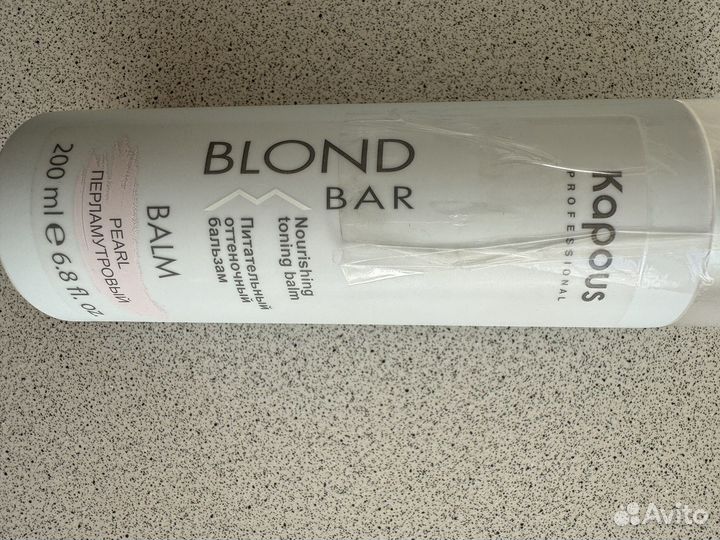 Kapous
PROFESSIONAL
BLOND
BAR
Nourishing
toning balm
Питательный
оттеночный
бальзам
BALM
PEARL
ПЕРЛАМУТРОВЫЙ
200 ml e 6.8 fl. oz
Avito